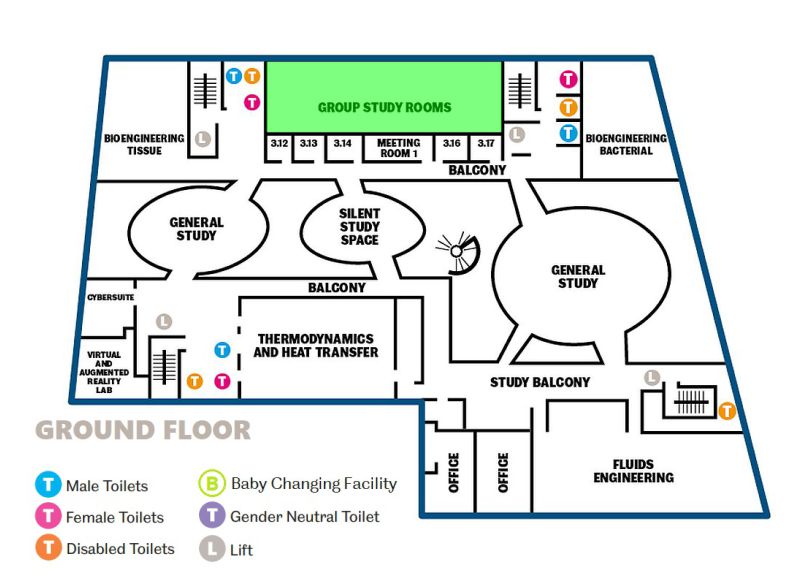 T T
T
T
T
T
GROUP STUDY ROOMS
L
L
BIOENGINEERING
TISSUE
3.12
3.13
3.14
MEETING
ROOM 1
3.16
3.17
BIOENGINEERING
BACTERIAL
BALCONY
GENERAL
STUDY
SILENT
STUDY
SPACE
GENERAL
STUDY
BALCONY
CYBERSUITE
L
THERMODYNAMICS
AND HEAT TRANSFER
VIRTUAL
AND
AUGMENTED
REALITY
LAB
T
T T
STUDY BALCONY
L
T
OFFICE
OFFICE
FLUIDS
ENGINEERING
GROUND FLOOR
T Male Toilets
B Baby Changing Facility
T Female Toilets
T Gender Neutral Toilet
T Disabled Toilets
L Lift